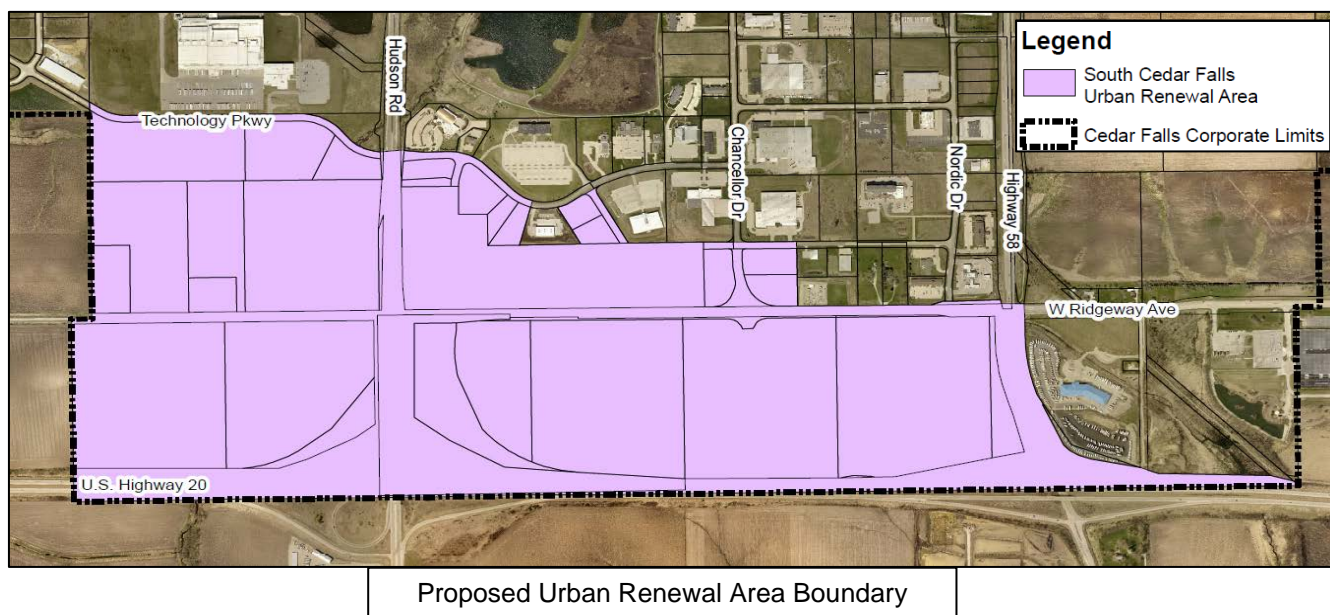 Legend
South Cedar Falls
Urban Renewal Area
Cedar Falls Corporate Limits
Hudson Rd
Technology Pkwy
Chancellor Dr
Nordic Dr
Highway 58
W Ridgeway Ave
U.S. Highway 20
Proposed Urban Renewal Area Boundary